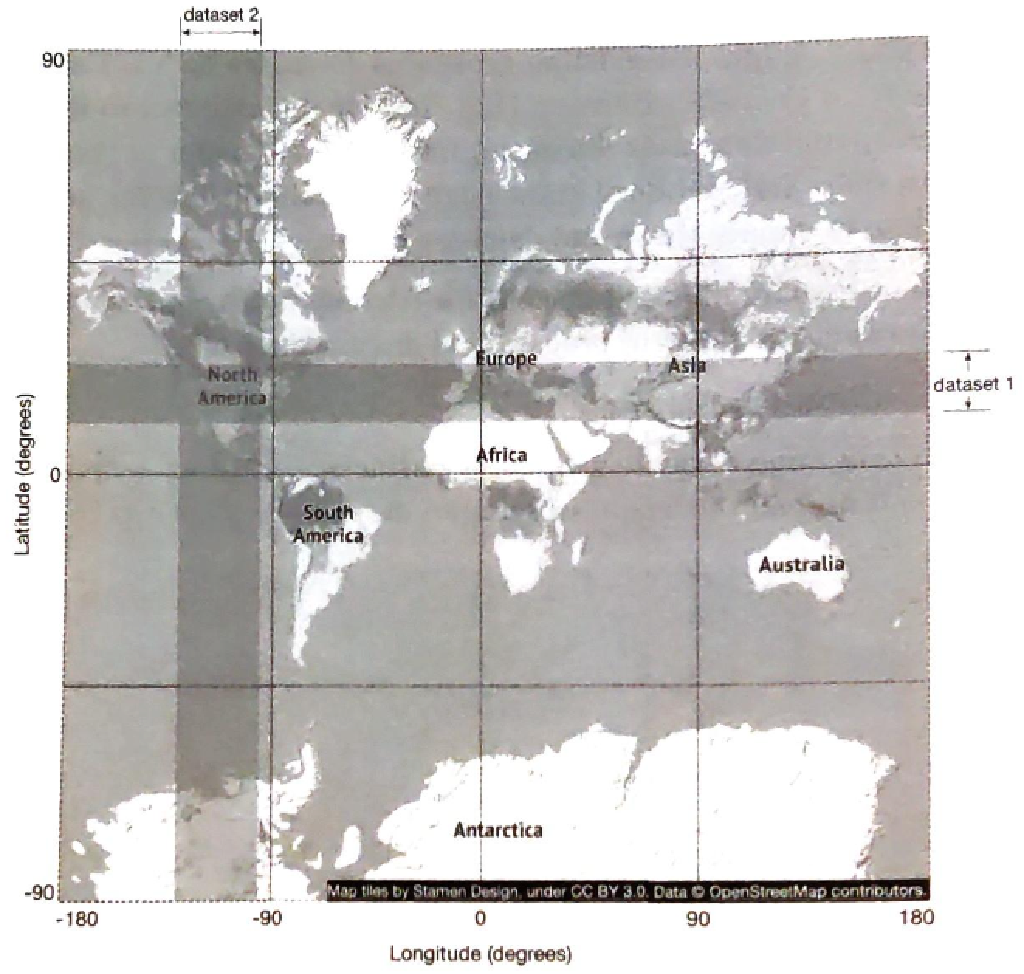 dataset 2
90
Europe
Asia
North
America
dataset 1
Africa
Latitude (degrees)
0
South
America
Australia
Antarctica
-90
Map tiles by Stamen Design, under CC BY 3.0. Data © OpenStreetMap contributors.
-180
-90
0
90
180
Longitude (degrees)